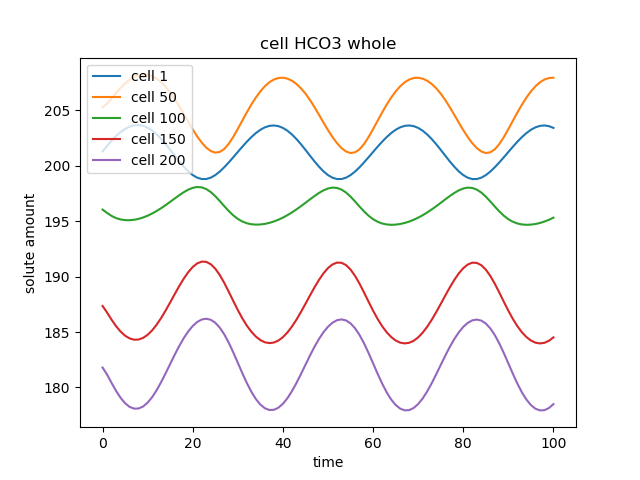 cell HCO3 whole
cell 1
cell 50
cell 100
cell 150
cell 200
205
200
195
190
185
180
solute amount
0 20 40 60 80 100
time